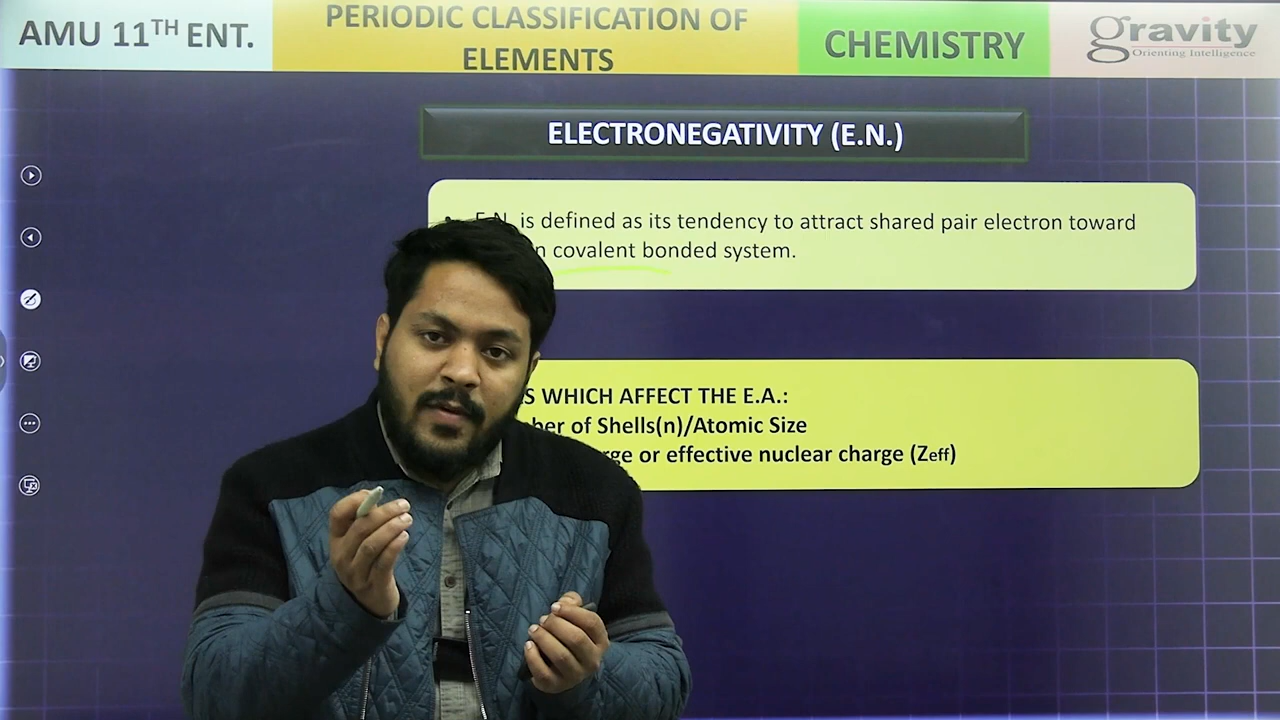 AMU 11TH ENT.
PERIODIC CLASSIFICATION OF
ELEMENTS
CHEMISTRY
gravity
Orienting Intelligence
ELECTRONEGATIVITY (E.N.)
E.N. is defined as its tendency to attract shared pair electron toward
covalent bonded system.
WHICH AFFECT THE E.A.:
of Shells(n)/Atomic Size
or effective nuclear charge (Zeff)